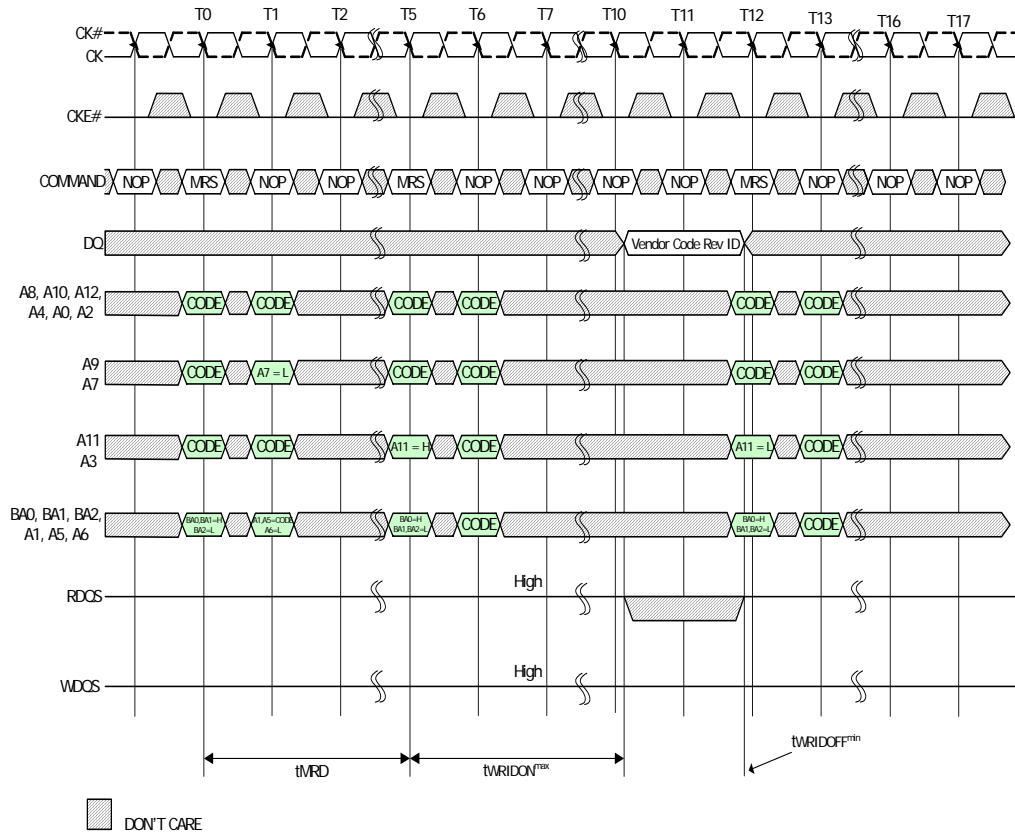 T0 T1 T2 T5 T6 T7 T10 T11 T12 T13 T16 T17
CK#
CK
CKE#
COMMAND NOP MRS NOP NOP MRS NOP NOP NOP NOP MRS NOP NOP NOP
DQ Vendor Code Rev ID
A8, A10, A12,
A4, A0, A2
CODE CODE CODE CODE CODE CODE
A9
A7
CODE A7 = L CODE CODE CODE CODE
A11
A3
CODE CODE A11 = H CODE A11 = L CODE
BA0, BA1, BA2,
A1, A5, A6
BA0,BA1=H
BA2=L
A1,A5=CODE
A6=L
BA0=H
BA1,BA2=L
CODE
BA0=H
BA1,BA2=L
CODE
RDQS High
WDQS High
tMRD
tWRIDONmax
tWRIDOFFmin
DON'T CARE